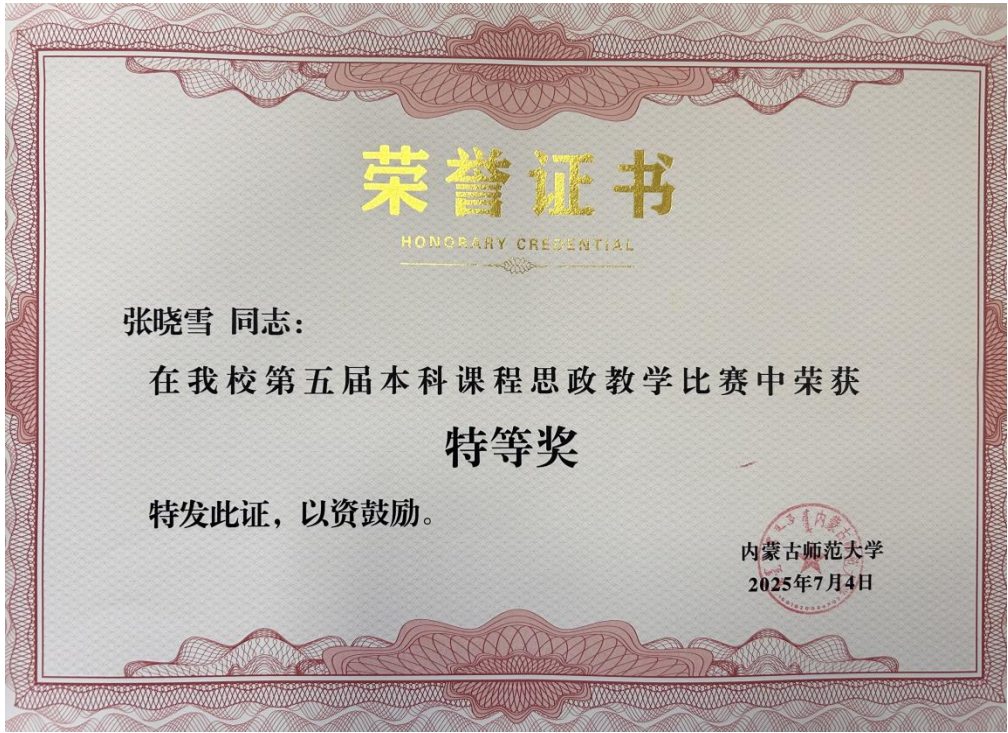 荣誉证书
HONORARY CREDENTIAL
张晓雪 同志：
在我校第五届本科课程思政教学比赛中荣获
特等奖
特发此证，以资鼓励。
内蒙古师范大学
2025年7月4日